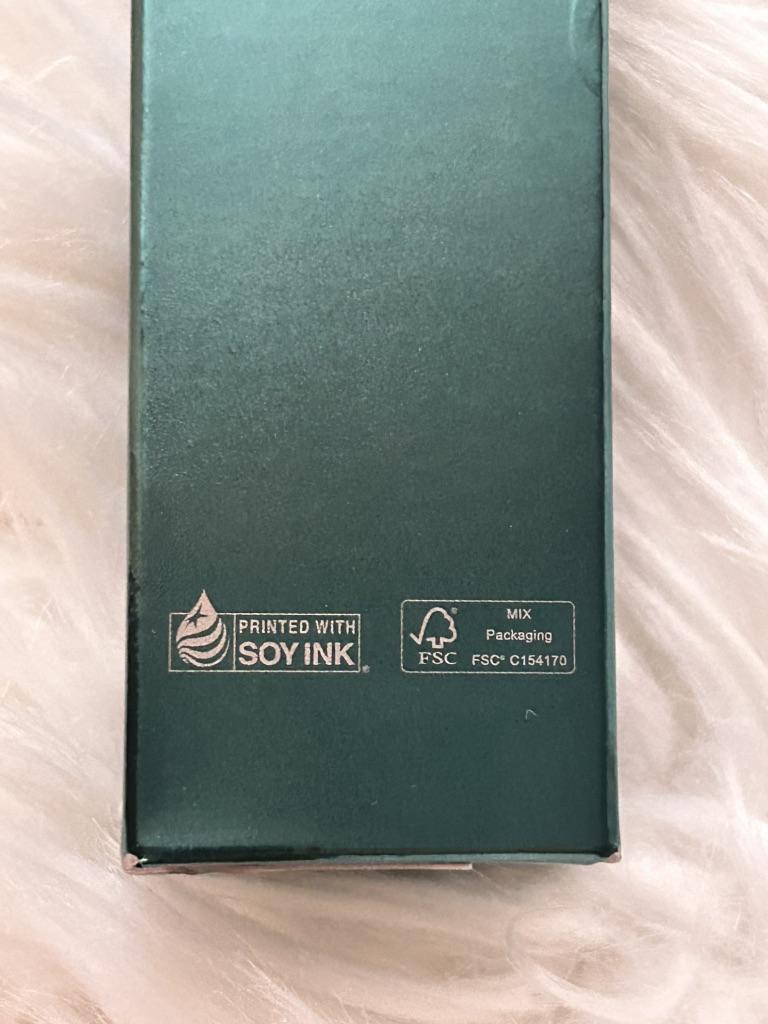 PRINTED WITH
SOY INK
FSC
MIX
Packaging
FSC® C154170